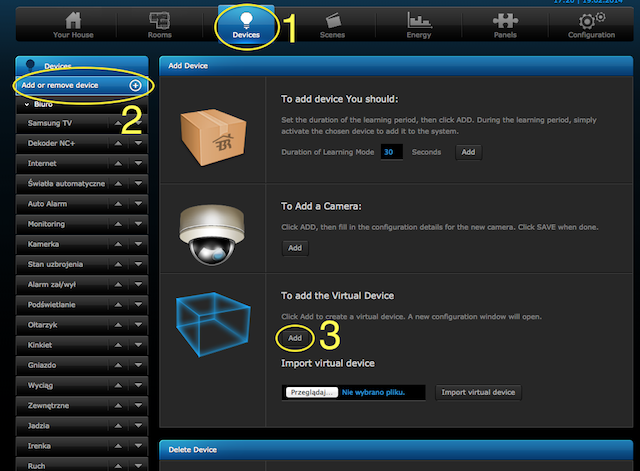 17:20 | 19.02.2014
Your House
Rooms
Devices
Scenes
Energy
Panels
Configuration
1
Devices
Add or remove device
2
Biuro
Samsung TV
Dekoder NC+
Internet
Światła automatyczne
Auto Alarm
Monitoring
Kamerka
Stan uzbrojenia
Alarm zał/wył
Podświetlanie
Ołtarzyk
Kinkiet
Gniazdo
Wyciąg
Zewnętrzne
Jadzia
Irenka
Ruch
Add Device
To add device You should:
Set the duration of the learning period, then click ADD. During the learning period, simply
activate the chosen device to add it to the system.
Duration of Learning Mode 30 Seconds Add
To Add a Camera:
Click ADD, then fill in the configuration details for the new camera. Click SAVE when done.
Add
To add the Virtual Device
Click Add to create a virtual device. A new configuration window will open.
Add 3
Import virtual device
Przeglądaj... Nie wybrano pliku. Import virtual device
Delete Device